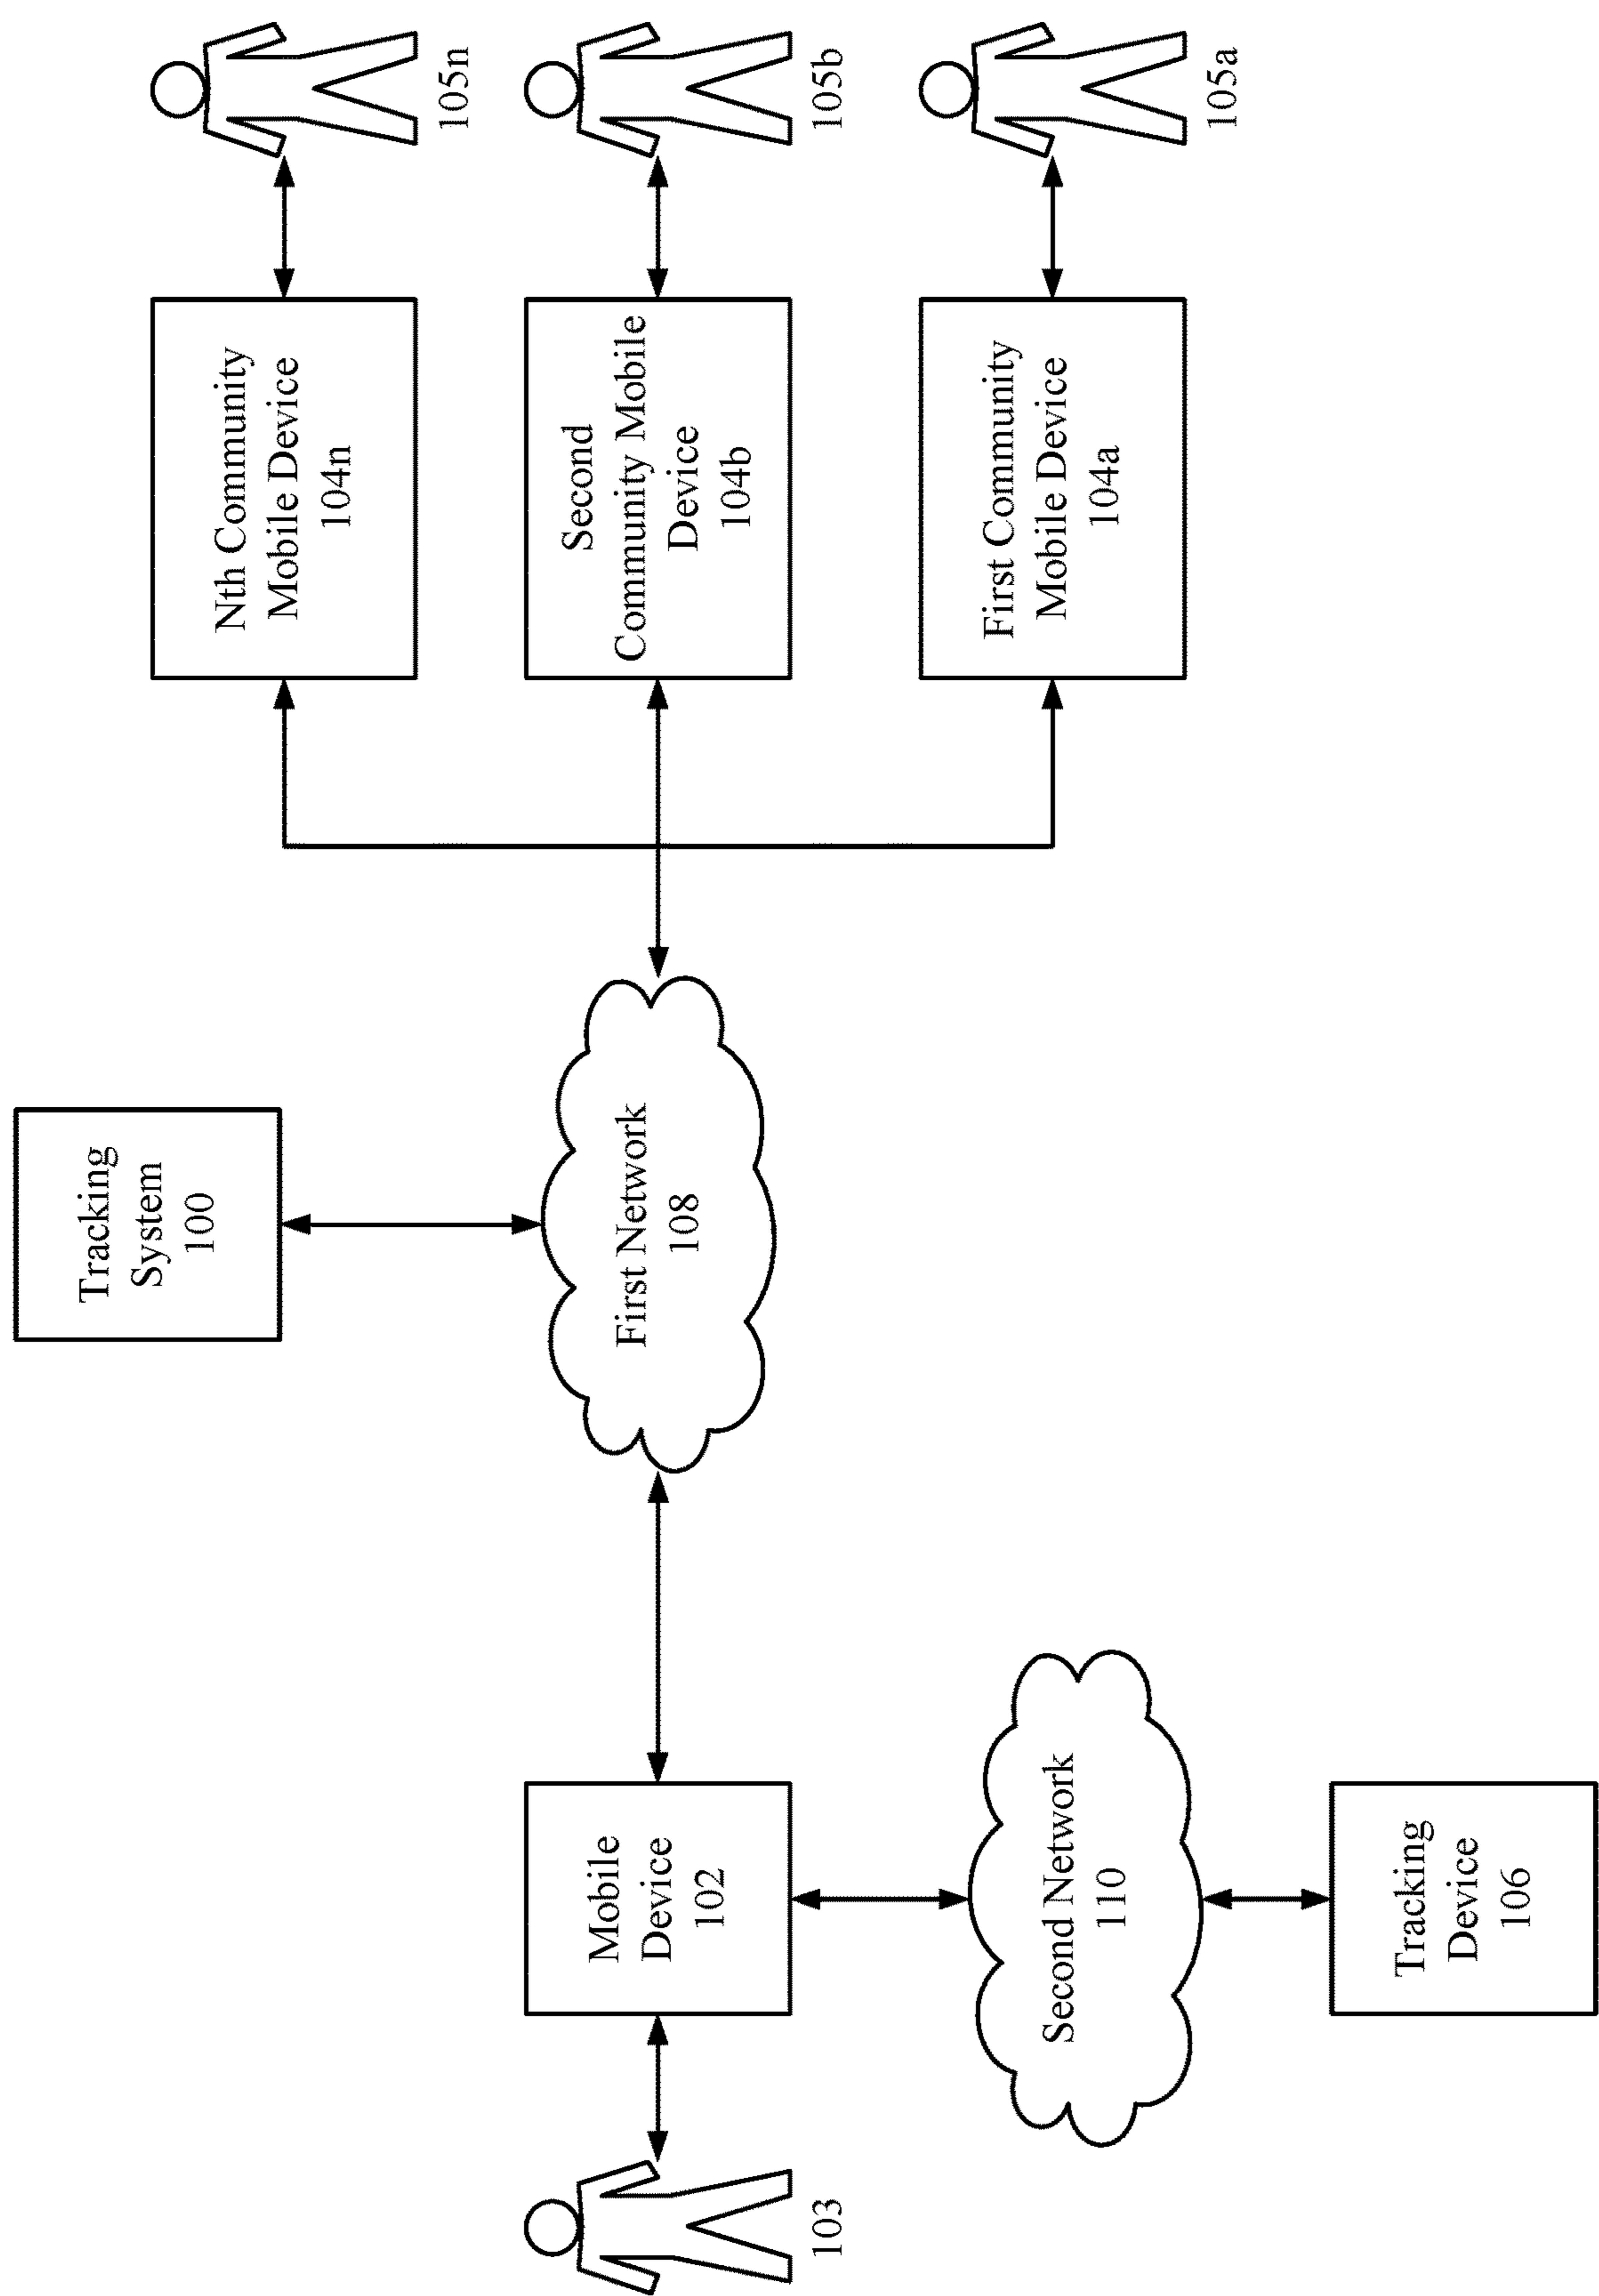 Tracking
System
100
Nth Community
Mobile Device
104n
105n
103
Mobile
Device
102
First Network
108
Second
Community Mobile
Device
104b
105b
Second Network
110
First Community
Mobile Device
104a
105a
Tracking
Device
106